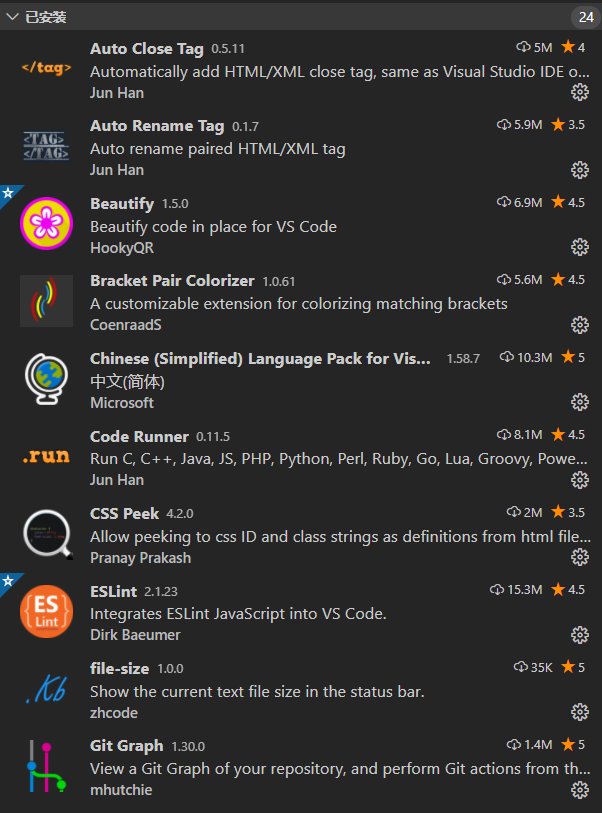 已安装 24
Auto Close Tag 0.5.11 5M 4
</tag>
Automatically add HTML/XML close tag, same as Visual Studio IDE o...
Jun Han
Auto Rename Tag 0.1.7 5.9M 3.5
<TAG>
</TAG>
Auto rename paired HTML/XML tag
Jun Han
Beautify 1.5.0 6.9M 4.5
Beautify code in place for VS Code
HookyQR
Bracket Pair Colorizer 1.0.61 5.6M 4.5
A customizable extension for colorizing matching brackets
CoenraadS
Chinese (Simplified) Language Pack for Vis... 1.58.7 10.3M 5
中文(简体)
Microsoft
Code Runner 0.11.5 8.1M 4.5
.run
Run C, C++, Java, JS, PHP, Python, Perl, Ruby, Go, Lua, Groovy, Powe...
Jun Han
CSS Peek 4.2.0 2M 3.5
Allow peeking to css ID and class strings as definitions from html file...
Pranay Prakash
ESLint 2.1.23 15.3M 4.5
{ES}
Lint
Integrates ESLint JavaScript into VS Code.
Dirk Baeumer
file-size 1.0.0 35K 5
.Kb
Show the current text file size in the status bar.
zhcode
Git Graph 1.30.0 1.4M 5
View a Git Graph of your repository, and perform Git actions from th...
mhutchie